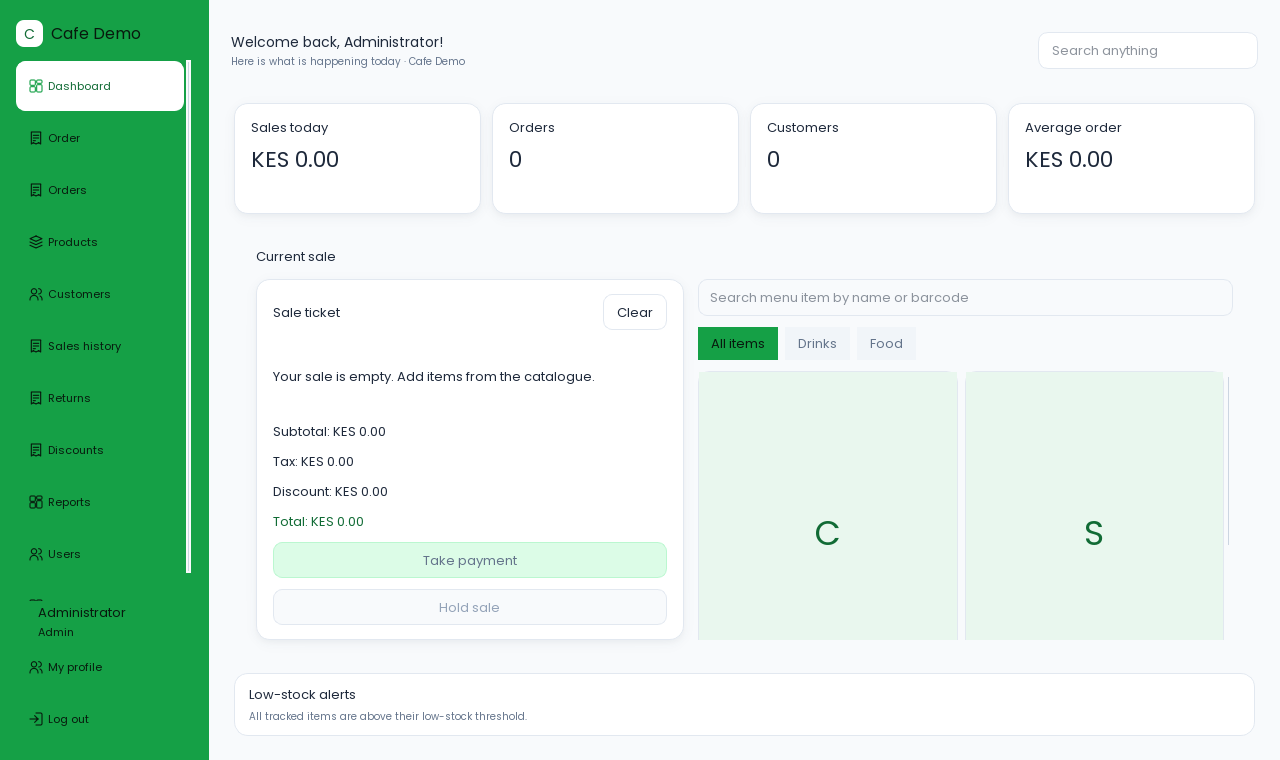 C Cafe Demo
Dashboard
Order
Orders
Products
Customers
Sales history
Returns
Discounts
Reports
Users
Administrator
Admin
My profile
Log out
Welcome back, Administrator!
Here is what is happening today · Cafe Demo
Search anything
Sales today
KES 0.00
Orders
0
Customers
0
Average order
KES 0.00
Current sale
Sale ticket
Clear
Your sale is empty. Add items from the catalogue.
Subtotal: KES 0.00
Tax: KES 0.00
Discount: KES 0.00
Total: KES 0.00
Take payment
Hold sale
Search menu item by name or barcode
All items Drinks Food
C
S
Low-stock alerts
All tracked items are above their low-stock threshold.